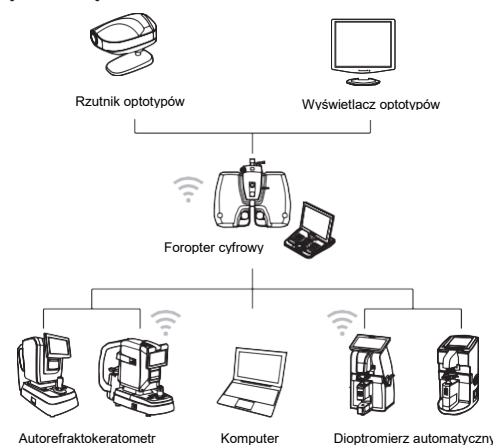 Rzutnik optotypów
Wyświetlacz optotypów
Foropter cyfrowy
Autorefraktokeratometr
Komputer
Dioptromierz automatyczny